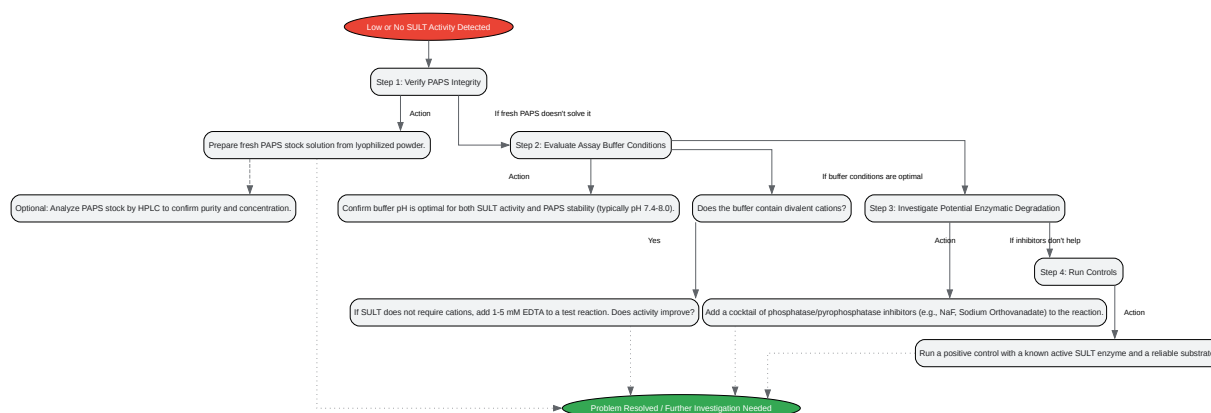 Low or No SULT Activity Detected
Step 1: Verify PAPS Integrity
Action
If fresh PAPS doesn't solve it
Prepare fresh PAPS stock solution from lyophilized powder.
Step 2: Evaluate Assay Buffer Conditions
Action
If buffer conditions are optimal
Optional: Analyze PAPS stock by HPLC to confirm purity and concentration.
Confirm buffer pH is optimal for both SULT activity and PAPS stability (typically pH 7.4-8.0).
Does the buffer contain divalent cations?
Step 3: Investigate Potential Enzymatic Degradation
Yes
Action
If inhibitors don't help
Step 4: Run Controls
If SULT does not require cations, add 1-5 mM EDTA to a test reaction. Does activity improve?
Add a cocktail of phosphatase/pyrophosphatase inhibitors (e.g., NaF, Sodium Orthovanadate) to the reaction.
Action
Run a positive control with a known active SULT enzyme and a reliable substrat
Problem Resolved / Further Investigation Needed